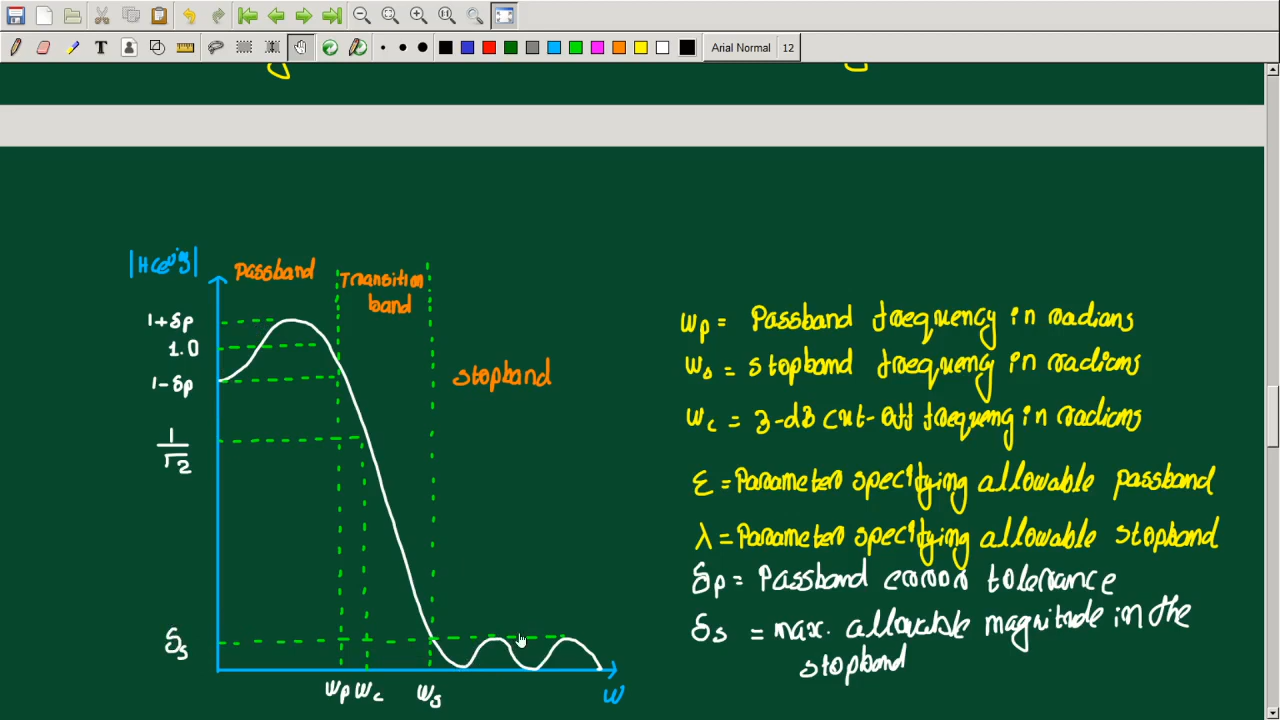 Arial Normal 12
|H(e^jω)|
Passband
Transition
band
stopband
1+δp
1.0
1-δp
1/√2
δs
ωp ωc ωs ω
ωp = Passband frequency in radians
ωs = stopband frequency in radians
ωc = 3-dB cut-off frequency in radians
ε = Parameters specifying allowable passband
λ = Parameters specifying allowable stopband
δp = Passband error tolerance
δs = max. allowable magnitude in the
stopband